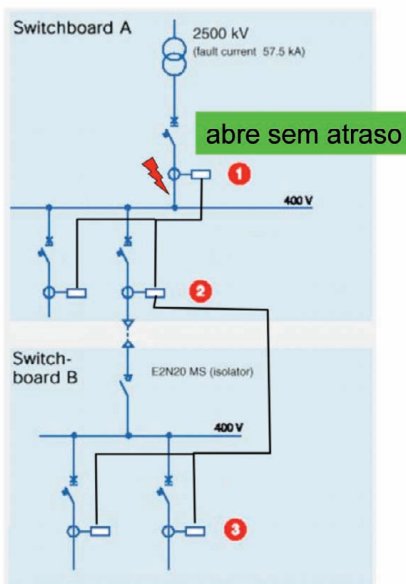 Switchboard A
2500 kV
(fault current 57.5 kA)
abre sem atraso
1
400 V
2
Switch-
board B
E2N20 MS (isolator)
400 V
3